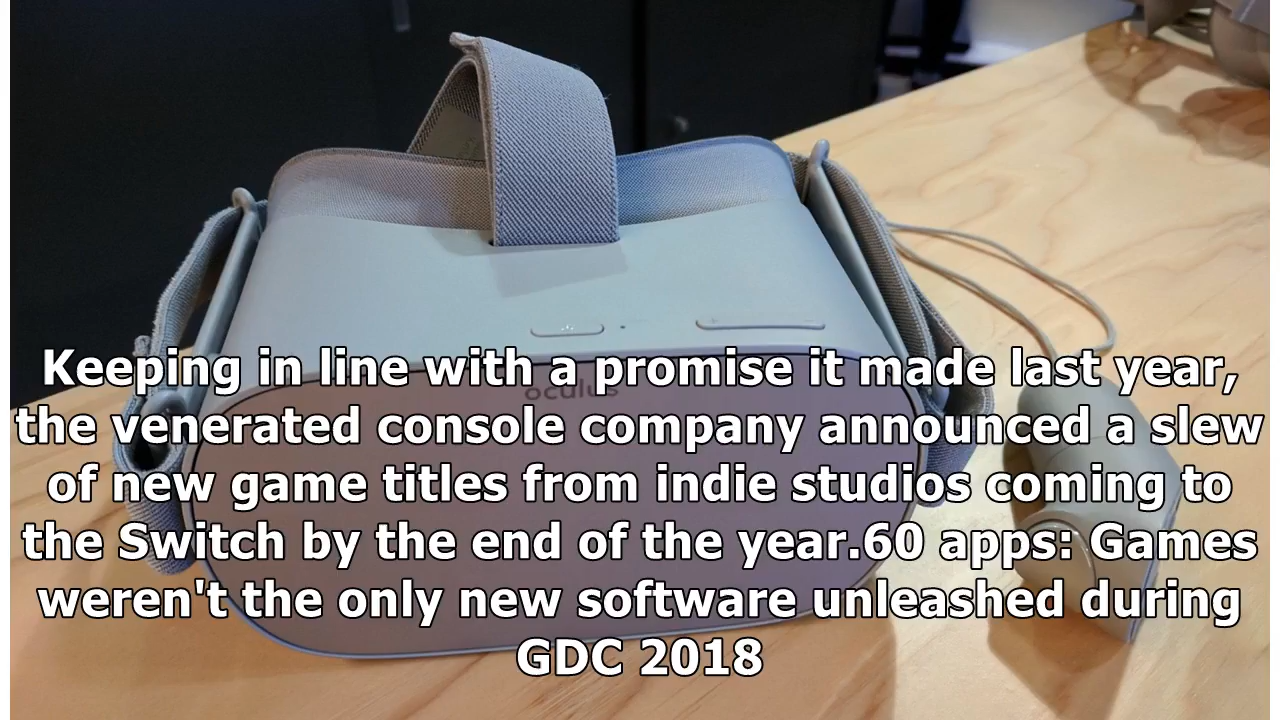 oculus
Keeping in line with a promise it made last year,
the venerated console company announced a slew
of new game titles from indie studios coming to
the Switch by the end of the year.60 apps: Games
weren't the only new software unleashed during
GDC 2018